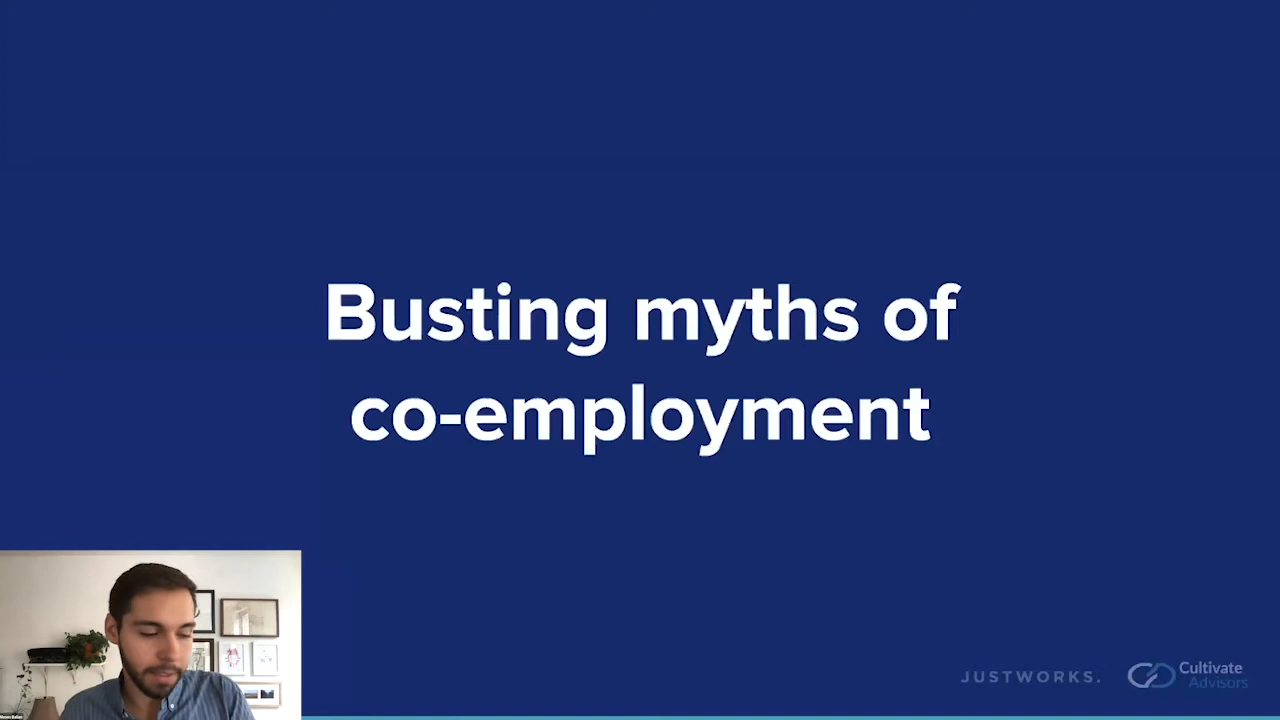 Busting myths of
co-employment
JUSTWORKS.
Cultivate
Advisors